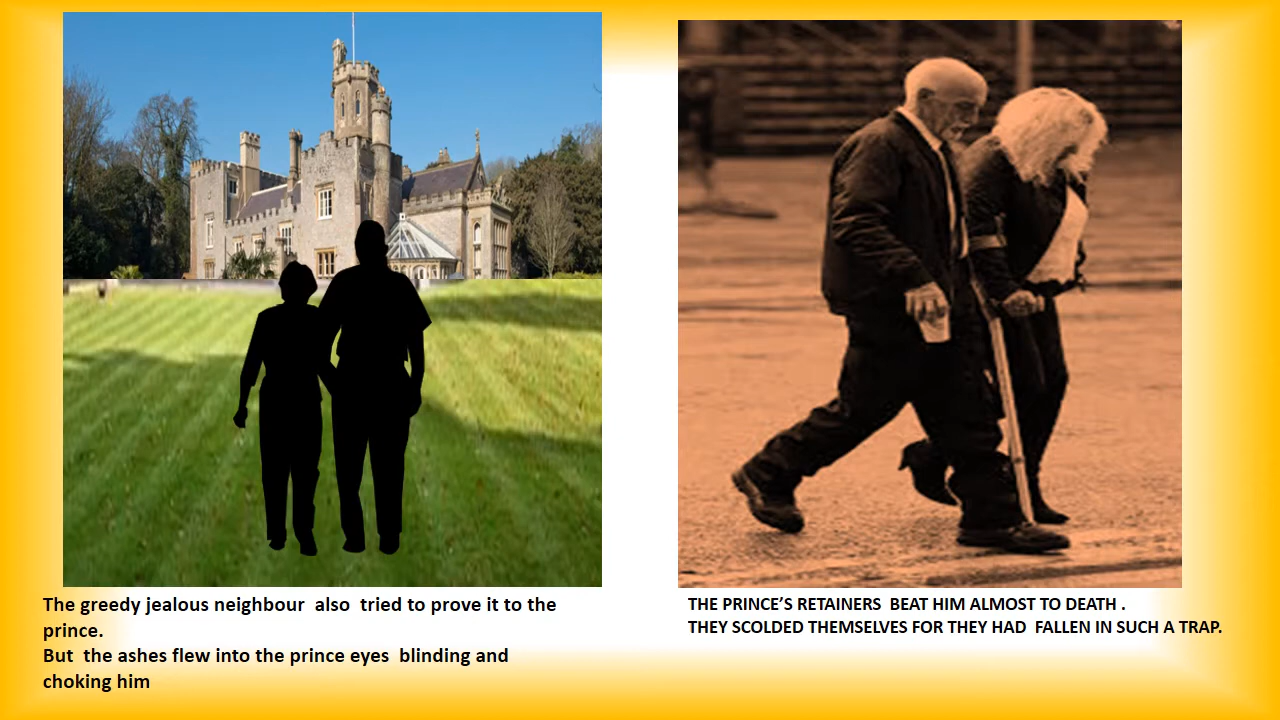 The greedy jealous neighbour  also  tried to prove it to the
prince.
But  the ashes flew into the prince eyes  blinding and
choking him
THE PRINCE’S RETAINERS  BEAT HIM ALMOST TO DEATH .
THEY SCOLDED THEMSELVES FOR THEY HAD  FALLEN IN SUCH A TRAP.